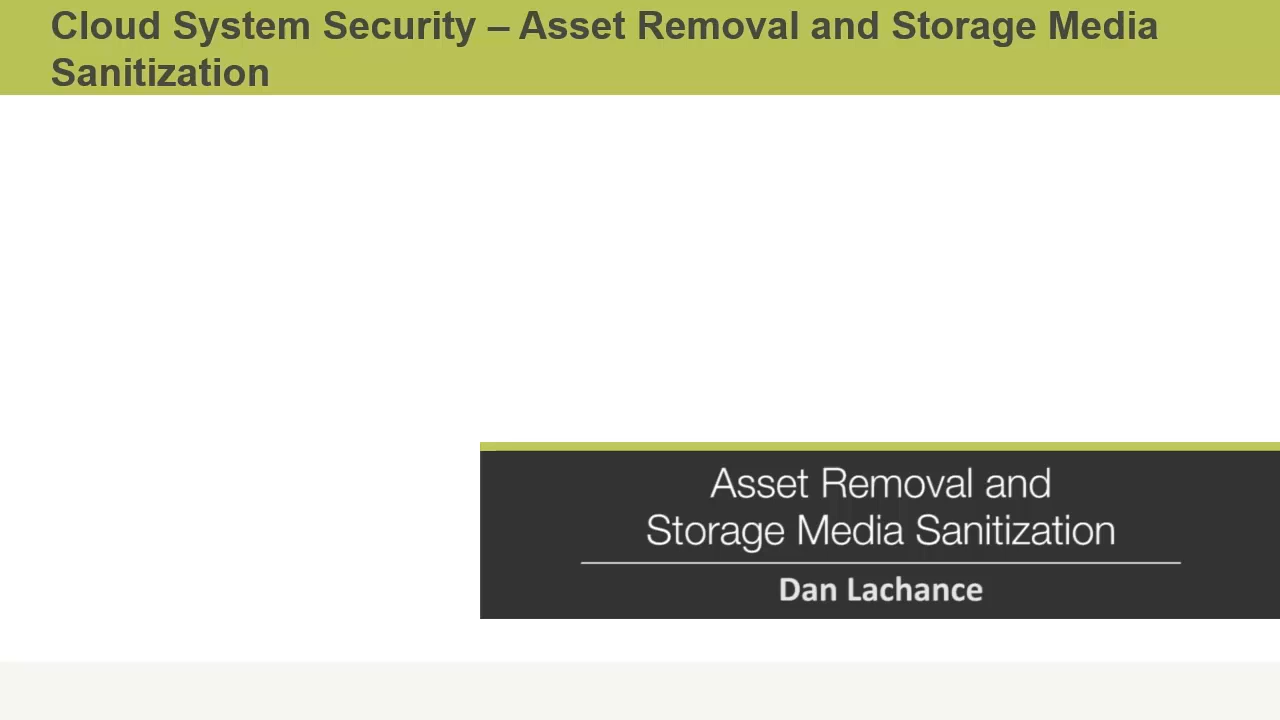 Cloud System Security – Asset Removal and Storage Media
Sanitization
Asset Removal and
Storage Media Sanitization
Dan Lachance